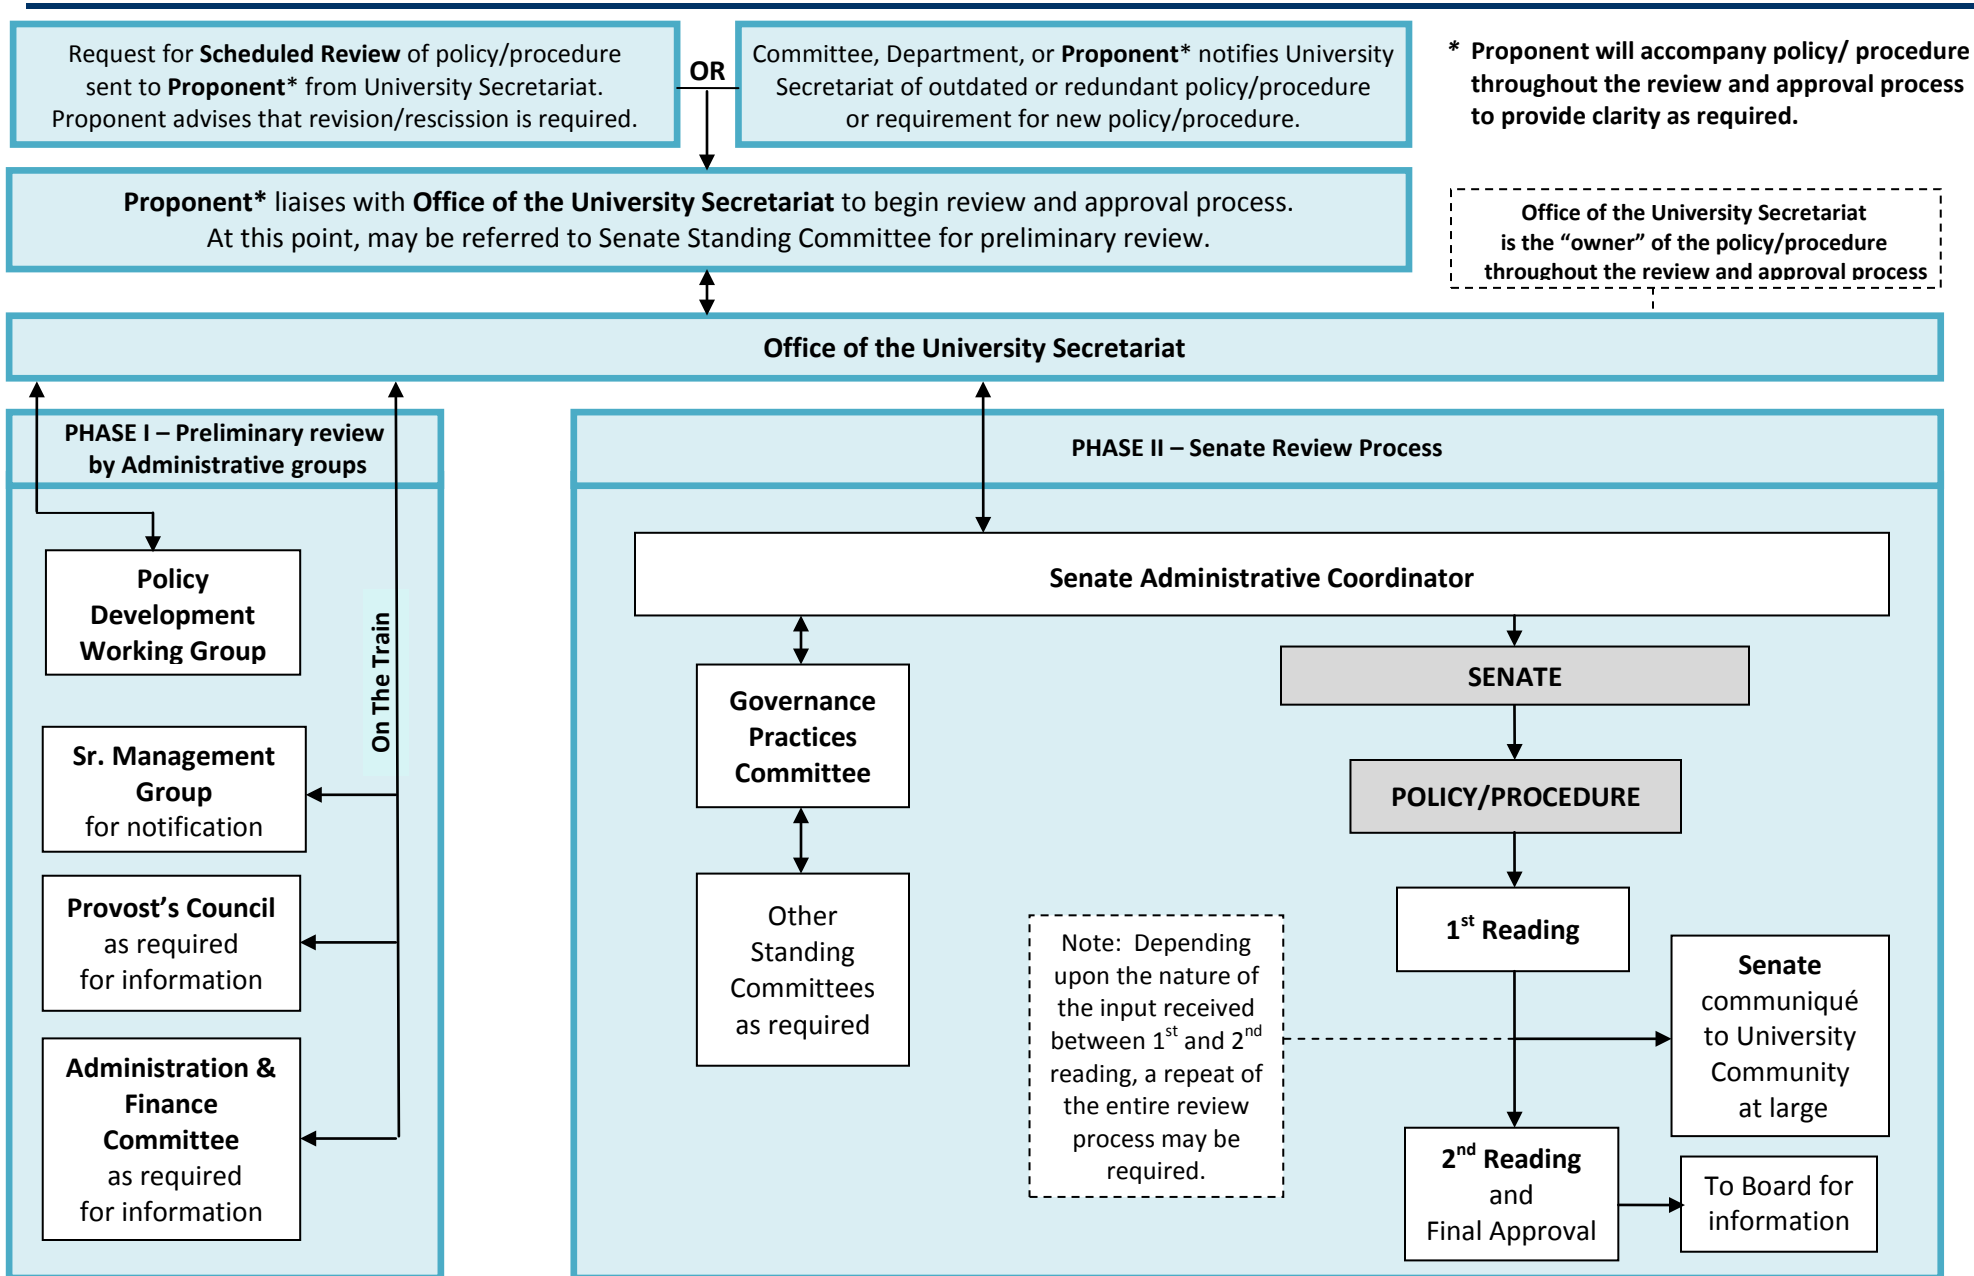 Request for Scheduled Review of policy/procedure
sent to Proponent* from University Secretariat.
Proponent advises that revision/rescission is required.
OR
Committee, Department, or Proponent* notifies University
Secretariat of outdated or redundant policy/procedure
or requirement for new policy/procedure.
* Proponent will accompany policy/ procedure
throughout the review and approval process
to provide clarity as required.
Proponent* liaises with Office of the University Secretariat to begin review and approval process.
At this point, may be referred to Senate Standing Committee for preliminary review.
Office of the University Secretariat
is the “owner” of the policy/procedure
throughout the review and approval process
Office of the University Secretariat
PHASE I – Preliminary review
by Administrative groups
Policy
Development
Working Group
On The Train
Sr. Management
Group
for notification
Provost’s Council
as required
for information
Administration &
Finance
Committee
as required
for information
PHASE II – Senate Review Process
Senate Administrative Coordinator
Governance
Practices
Committee
Other
Standing
Committees
as required
SENATE
POLICY/PROCEDURE
1st Reading
Note: Depending
upon the nature of
the input received
between 1st and 2nd
reading, a repeat of
the entire review
process may be
required.
Senate
communiqué
to University
Community
at large
2nd Reading
and
Final Approval
To Board for
information